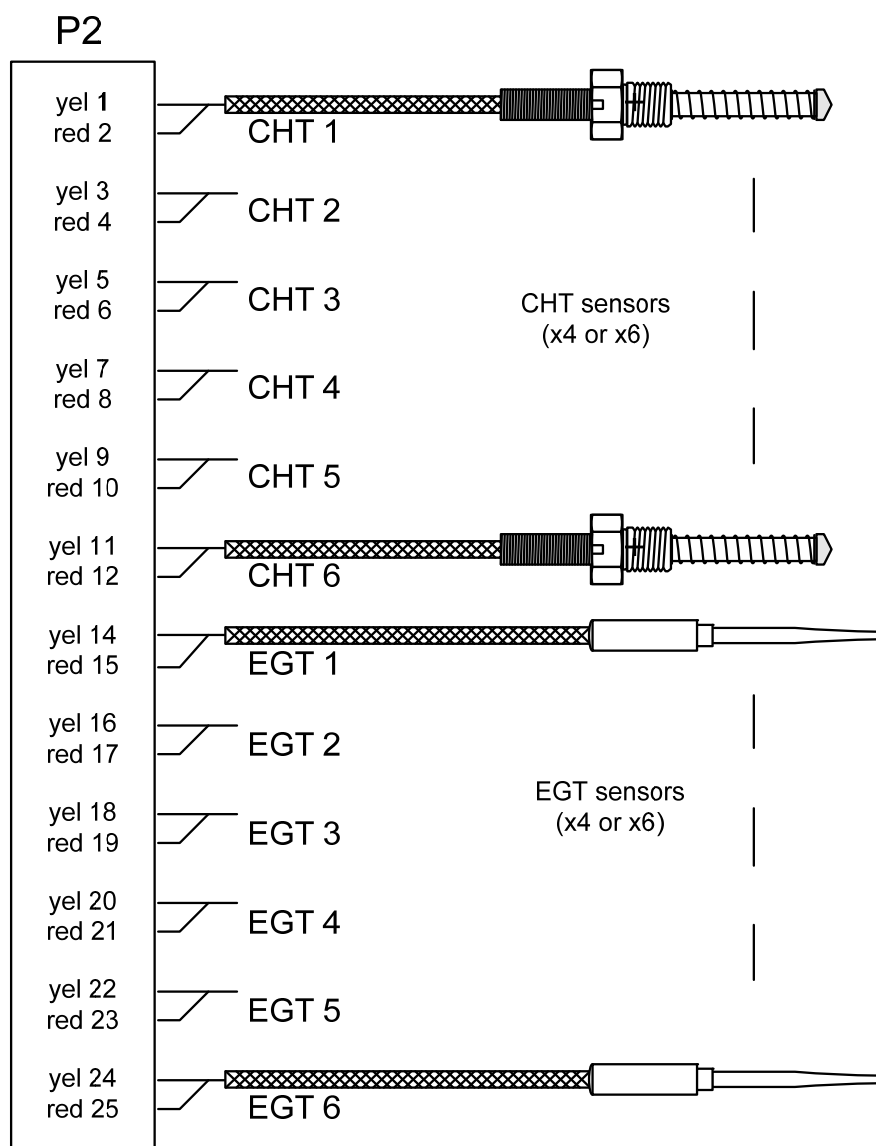 P2
yel 1
red 2
CHT 1
yel 3
red 4
CHT 2
yel 5
red 6
CHT 3
CHT sensors
(x4 or x6)
yel 7
red 8
CHT 4
yel 9
red 10
CHT 5
yel 11
red 12
CHT 6
yel 14
red 15
EGT 1
yel 16
red 17
EGT 2
yel 18
red 19
EGT 3
EGT sensors
(x4 or x6)
yel 20
red 21
EGT 4
yel 22
red 23
EGT 5
yel 24
red 25
EGT 6